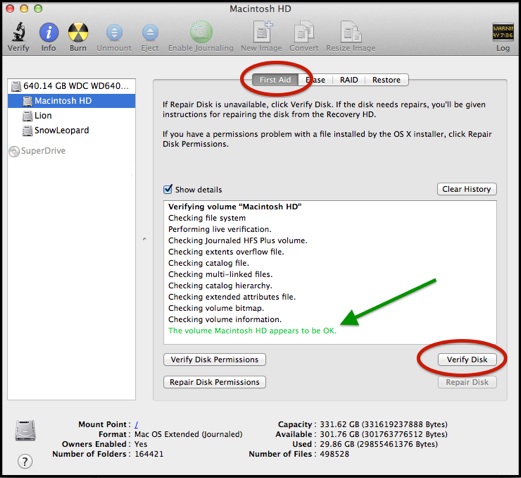 Macintosh HD
Verify Info Burn Unmount Eject Enable Journaling New Image Convert Resize Image Log
640.14 GB WDC WD640...
Macintosh HD
Lion
SnowLeopard
SuperDrive
First Aid Erase RAID Restore
If Repair Disk is unavailable, click Verify Disk. If the disk needs repairs, you'll be given
instructions for repairing the disk from the Recovery HD.
If you have a permissions problem with a file installed by the OS X installer, click Repair
Disk Permissions.
Show details Clear History
Verifying volume “Macintosh HD”
Checking file system
Performing live verification.
Checking Journaled HFS Plus volume.
Checking extents overflow file.
Checking catalog file.
Checking multi-linked files.
Checking catalog hierarchy.
Checking extended attributes file.
Checking volume bitmap.
Checking volume information.
The volume Macintosh HD appears to be OK.
Verify Disk Permissions Verify Disk
Repair Disk Permissions Repair Disk
Mount Point : / Capacity : 331.62 GB (331619237888 Bytes)
Format : Mac OS Extended (Journaled) Available : 301.76 GB (301763776512 Bytes)
Owners Enabled : Yes Used : 29.86 GB (29855461376 Bytes)
Number of Folders : 164421 Number of Files : 498528
?